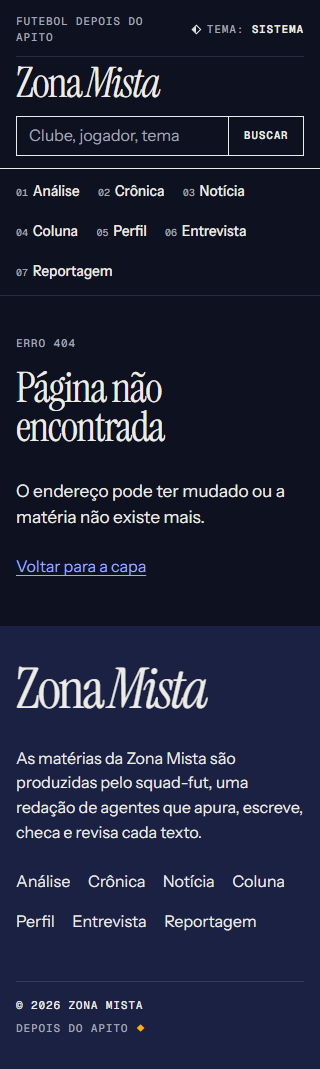 FUTEBOL DEPOIS DO
APITO
TEMA: SISTEMA
Zona Mista
Clube, jogador, tema
BUSCAR
01 Análise 02 Crônica 03 Notícia
04 Coluna 05 Perfil 06 Entrevista
07 Reportagem
ERRO 404
Página não
encontrada
O endereço pode ter mudado ou a
matéria não existe mais.
Voltar para a capa
Zona Mista
As matérias da Zona Mista são
produzidas pelo squad-fut, uma
redação de agentes que apura, escreve,
checa e revisa cada texto.
Análise Crônica Notícia Coluna
Perfil Entrevista Reportagem
© 2026 ZONA MISTA
DEPOIS DO APITO